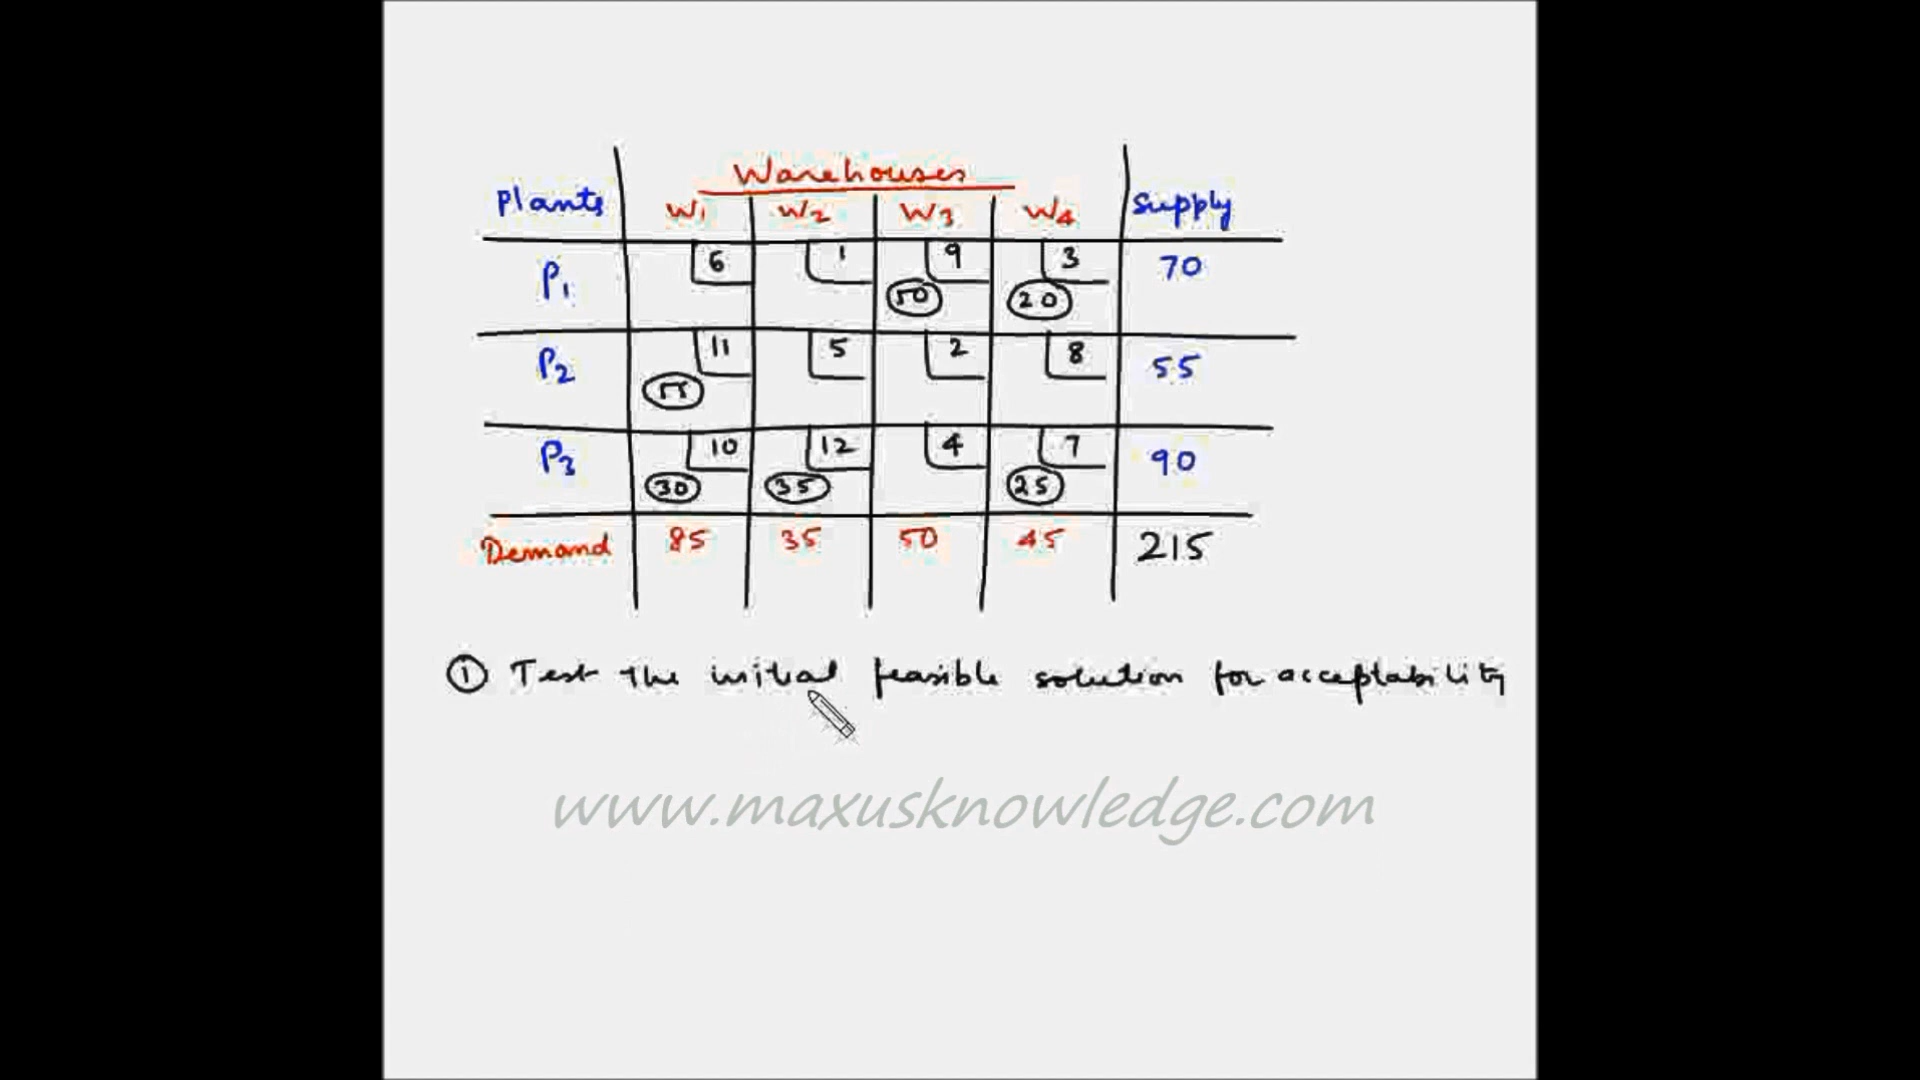 Warehouses
Plants W1 W2 W3 W4 Supply
6 1 9 3 70
P1 50 20
11 5 2 8
P2 55 55
10 12 4 7
P3 90
30 35 25
Demand 85 35 50 45 215
① Test the initial feasible solution for acceptability
www.maxusknowledge.com